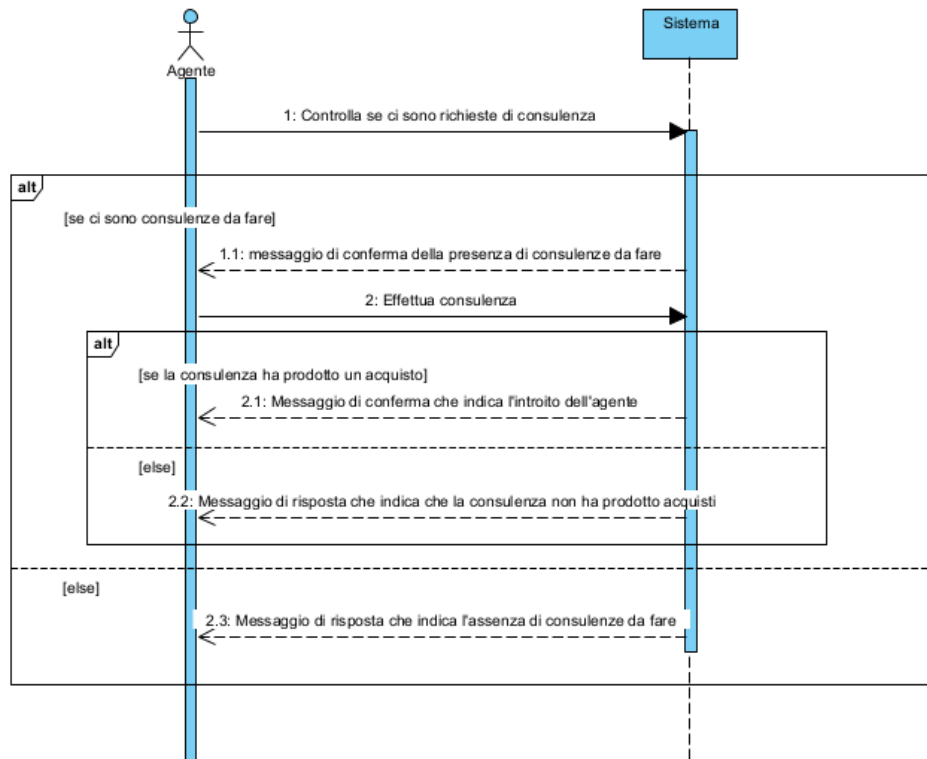 Sistema
Agente
1: Controlla se ci sono richieste di consulenza
alt
[se ci sono consulenze da fare]
1.1: messaggio di conferma della presenza di consulenze da fare
2: Effettua consulenza
alt
[se la consulenza ha prodotto un acquisto]
2.1: Messaggio di conferma che indica l'introito dell'agente
[else]
2.2: Messaggio di risposta che indica che la consulenza non ha prodotto acquisti
[else]
2.3: Messaggio di risposta che indica l'assenza di consulenze da fare